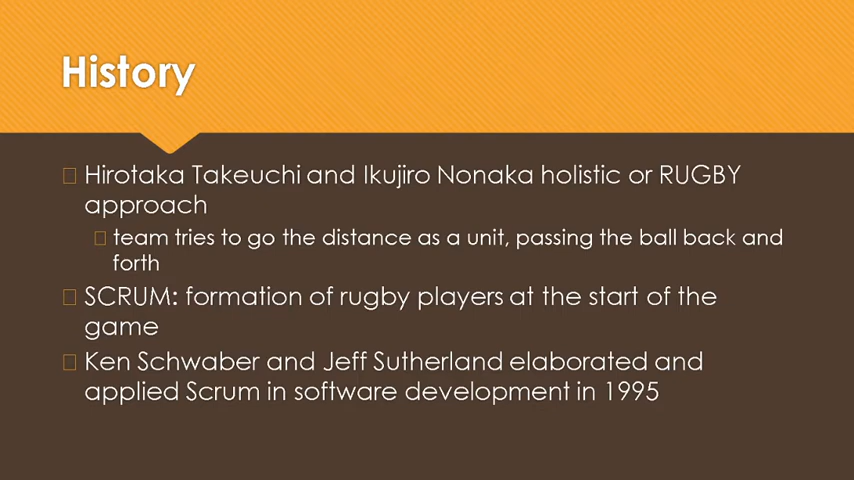 History
Hirotaka Takeuchi and Ikujiro Nonaka holistic or RUGBY
approach
team tries to go the distance as a unit, passing the ball back and
forth
SCRUM: formation of rugby players at the start of the
game
Ken Schwaber and Jeff Sutherland elaborated and
applied Scrum in software development in 1995